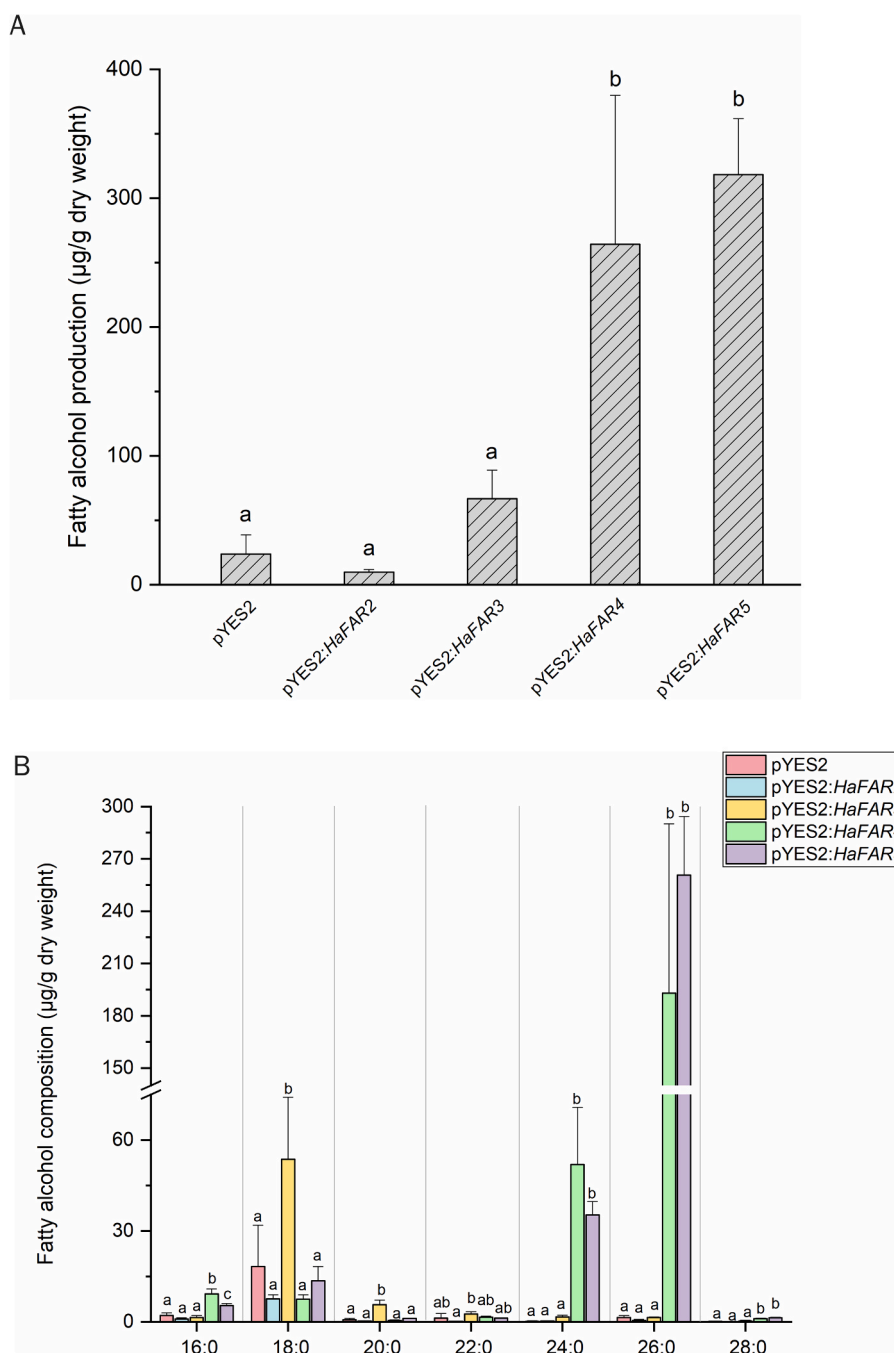 A
Fatty alcohol production (µg/g dry weight)
400
300
200
100
0
a
a
a
b
b
pYES2
pYES2:HaFAR2
pYES2:HaFAR3
pYES2:HaFAR4
pYES2:HaFAR5
B
pYES2
pYES2:HaFAR
pYES2:HaFAR
pYES2:HaFAR
pYES2:HaFAR
Fatty alcohol composition (µg/g dry weight)
300
270
240
210
180
150
60
30
0
a a a b c
a a b a a
a a b a a
ab a b ab ab
a a a b b
a a a b b
a a a b b
16:0 18:0 20:0 22:0 24:0 26:0 28:0